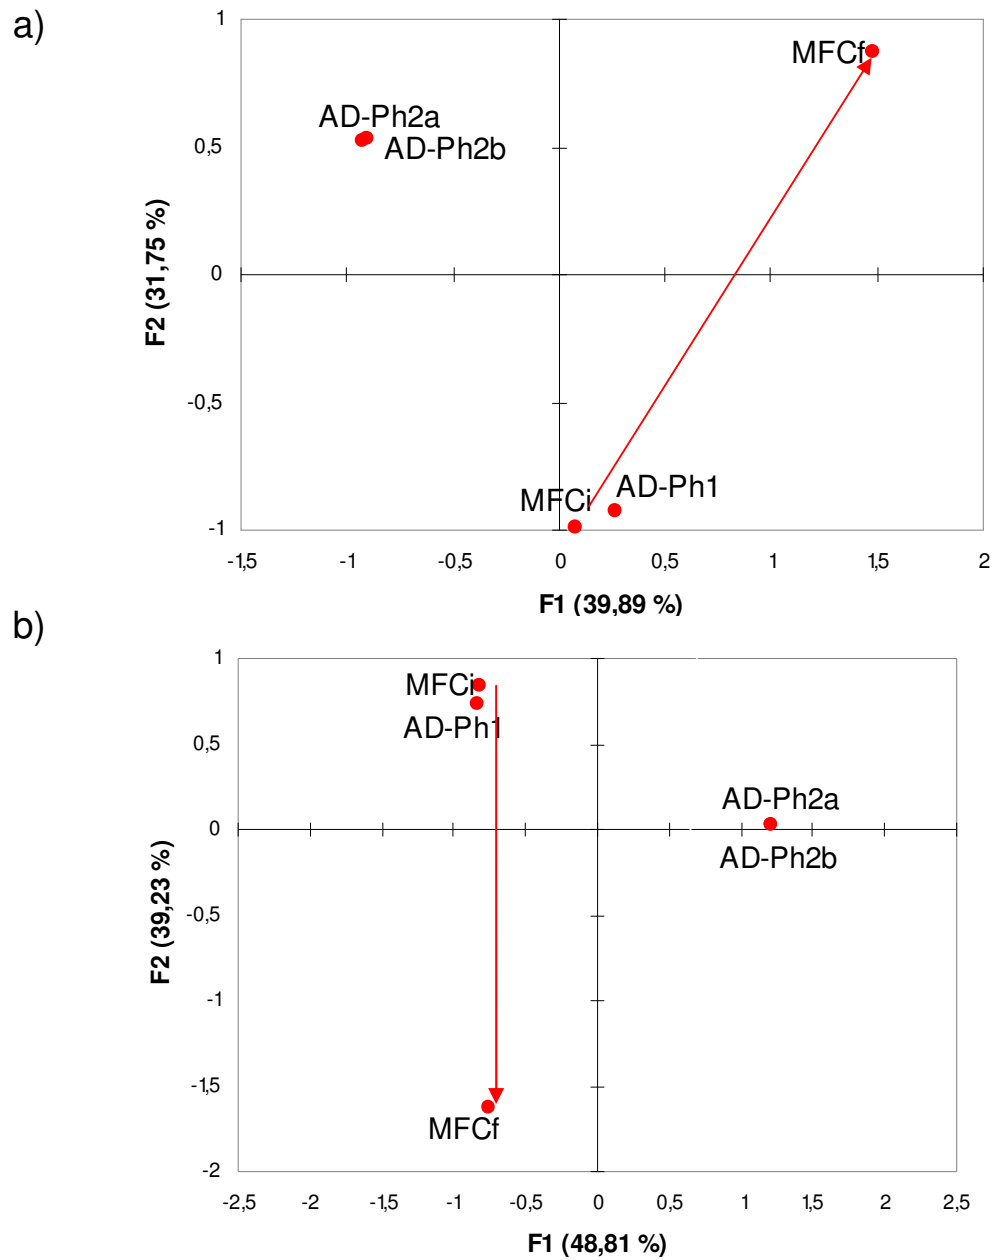 a)
1
MFCf
AD-Ph2a
0,5
AD-Ph2b
F2 (31,75 %)
0
-0,5
MFCi
AD-Ph1
-1
-1,5 -1 -0,5 0 0,5 1 1,5 2
F1 (39,89 %)
b)
1
MFCi
AD-Ph1
0,5
AD-Ph2a
0
AD-Ph2b
F2 (39,23 %)
-0,5
-1
-1,5
MFCf
-2
-2,5 -2 -1,5 -1 -0,5 0 0,5 1 1,5 2 2,5
F1 (48,81 %)